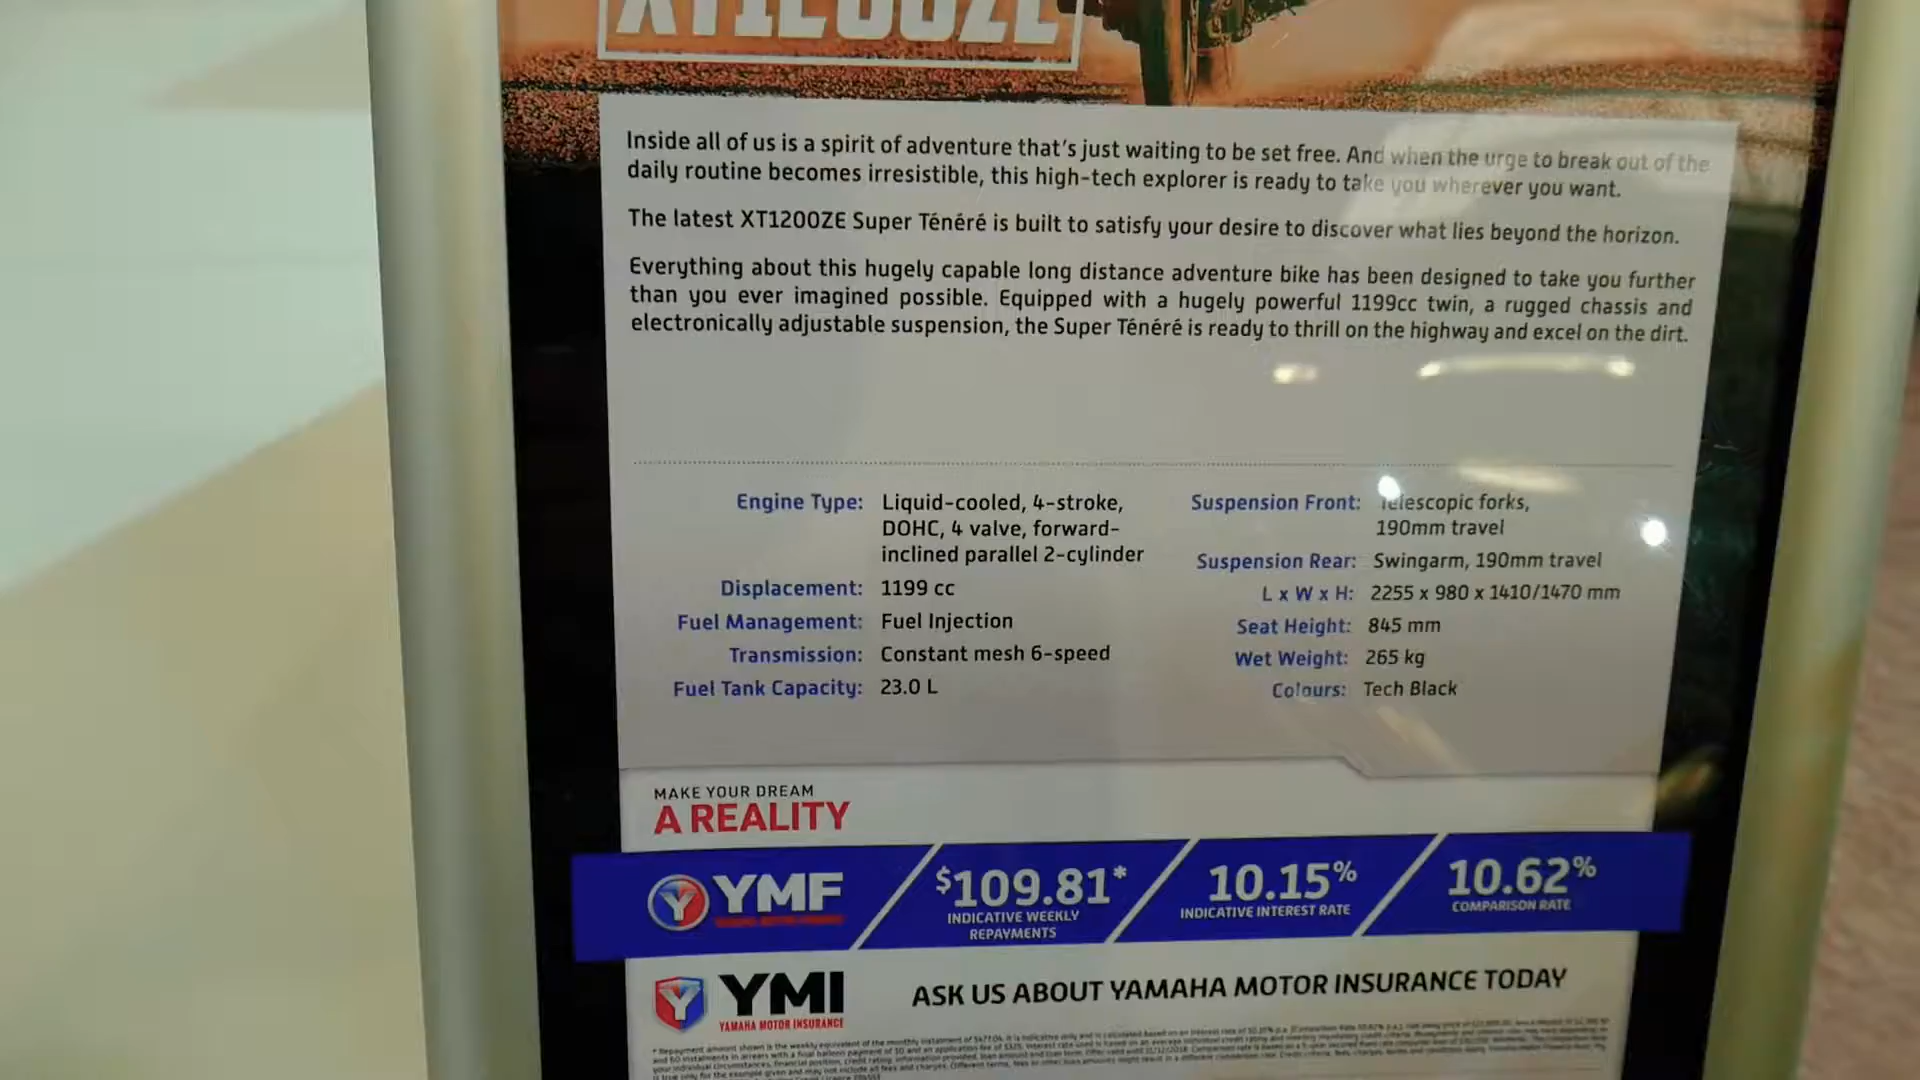 XT1200ZE
Inside all of us is a spirit of adventure that's just waiting to be set free. And when the urge to break out of the
daily routine becomes irresistible, this high-tech explorer is ready to take you wherever you want.
The latest XT1200ZE Super Ténéré is built to satisfy your desire to discover what lies beyond the horizon.
Everything about this hugely capable long distance adventure bike has been designed to take you further
than you ever imagined possible. Equipped with a hugely powerful 1199cc twin, a rugged chassis and
electronically adjustable suspension, the Super Ténéré is ready to thrill on the highway and excel on the dirt.
Engine Type: Liquid-cooled, 4-stroke,
DOHC, 4 valve, forward-
inclined parallel 2-cylinder
Displacement: 1199 cc
Fuel Management: Fuel Injection
Transmission: Constant mesh 6-speed
Fuel Tank Capacity: 23.0 L
Suspension Front: Telescopic forks,
190mm travel
Suspension Rear: Swingarm, 190mm travel
L x W x H: 2255 x 980 x 1410/1470 mm
Seat Height: 845 mm
Wet Weight: 265 kg
Colours: Tech Black
MAKE YOUR DREAM
A REALITY
YMF
$109.81*
INDICATIVE WEEKLY
REPAYMENTS
10.15%
INDICATIVE INTEREST RATE
10.62%
COMPARISON RATE
YMI
YAMAHA MOTOR INSURANCE
ASK US ABOUT YAMAHA MOTOR INSURANCE TODAY